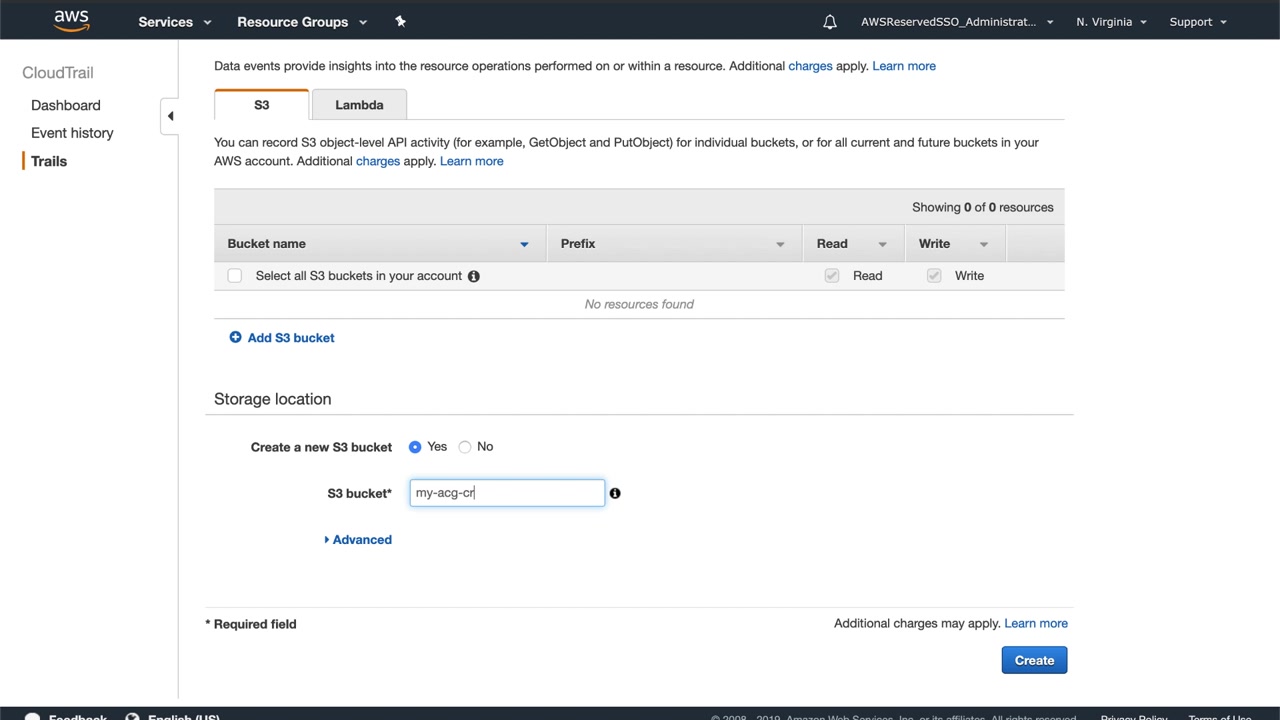 aws Services Resource Groups AWSReservedSSO_Administrat... N. Virginia Support
CloudTrail
Dashboard
Event history
Trails
Data events provide insights into the resource operations performed on or within a resource. Additional charges apply. Learn more
S3 Lambda
You can record S3 object-level API activity (for example, GetObject and PutObject) for individual buckets, or for all current and future buckets in your
AWS account. Additional charges apply. Learn more
Showing 0 of 0 resources
Bucket name Prefix Read Write
Select all S3 buckets in your account Read Write
No resources found
Add S3 bucket
Storage location
Create a new S3 bucket Yes No
S3 bucket* my-acg-cr
Advanced
* Required field Additional charges may apply. Learn more
Create
Feedback English (US) © 2008 - 2019, Amazon Web Services, Inc. or its affiliates. All rights reserved. Privacy Policy Terms of Use